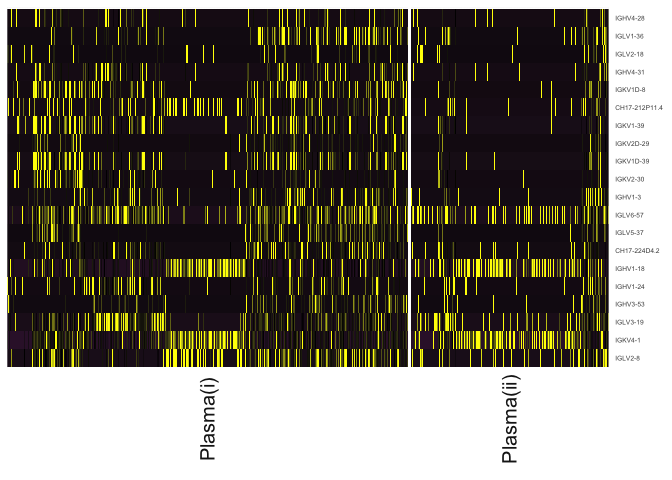 IGHV4-28
IGLV1-36
IGLV2-18
IGHV4-31
IGKV1D-8
CH17-212P11.4
IGKV1-39
IGKV2D-29
IGKV1D-39
IGKV2-30
IGHV1-3
IGLV6-57
IGLV5-37
CH17-224D4.2
IGHV1-18
IGHV1-24
IGHV3-53
IGLV3-19
IGKV4-1
IGLV2-8
Plasma(i)
Plasma(ii)